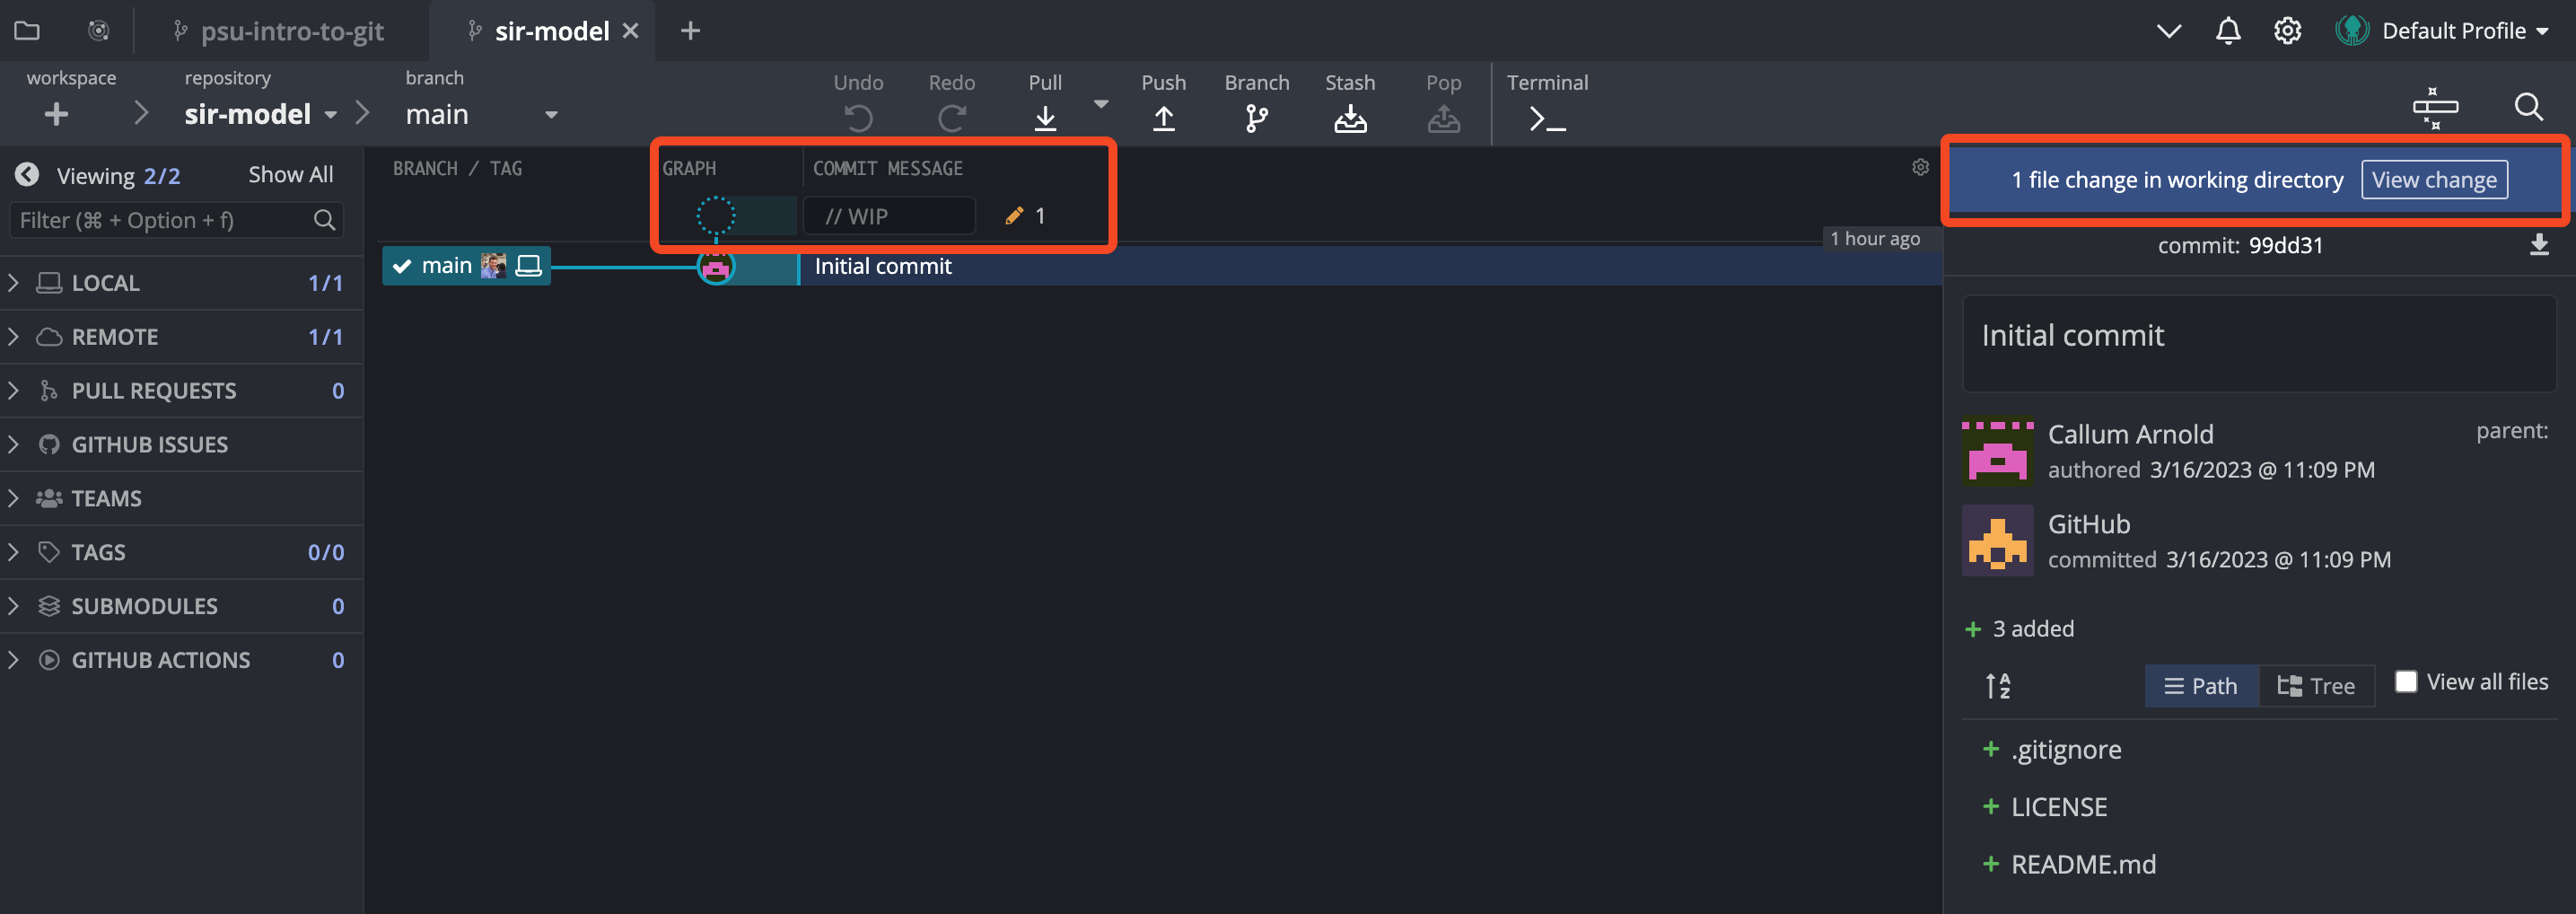 psu-intro-to-git
sir-model
Default Profile
workspace
repository
branch
sir-model
main
Undo
Redo
Pull
Push
Branch
Stash
Pop
Terminal
Viewing 2/2
Show All
Filter (⌘ + Option + f)
LOCAL 1/1
REMOTE 1/1
PULL REQUESTS 0
GITHUB ISSUES
TEAMS
TAGS 0/0
SUBMODULES 0
GITHUB ACTIONS 0
BRANCH / TAG
GRAPH
COMMIT MESSAGE
// WIP
1
1 hour ago
main
Initial commit
1 file change in working directory
View change
commit: 99dd31
Initial commit
Callum Arnold
parent:
authored 3/16/2023 @ 11:09 PM
GitHub
committed 3/16/2023 @ 11:09 PM
+ 3 added
A
Z
Path
Tree
View all files
+ .gitignore
+ LICENSE
+ README.md